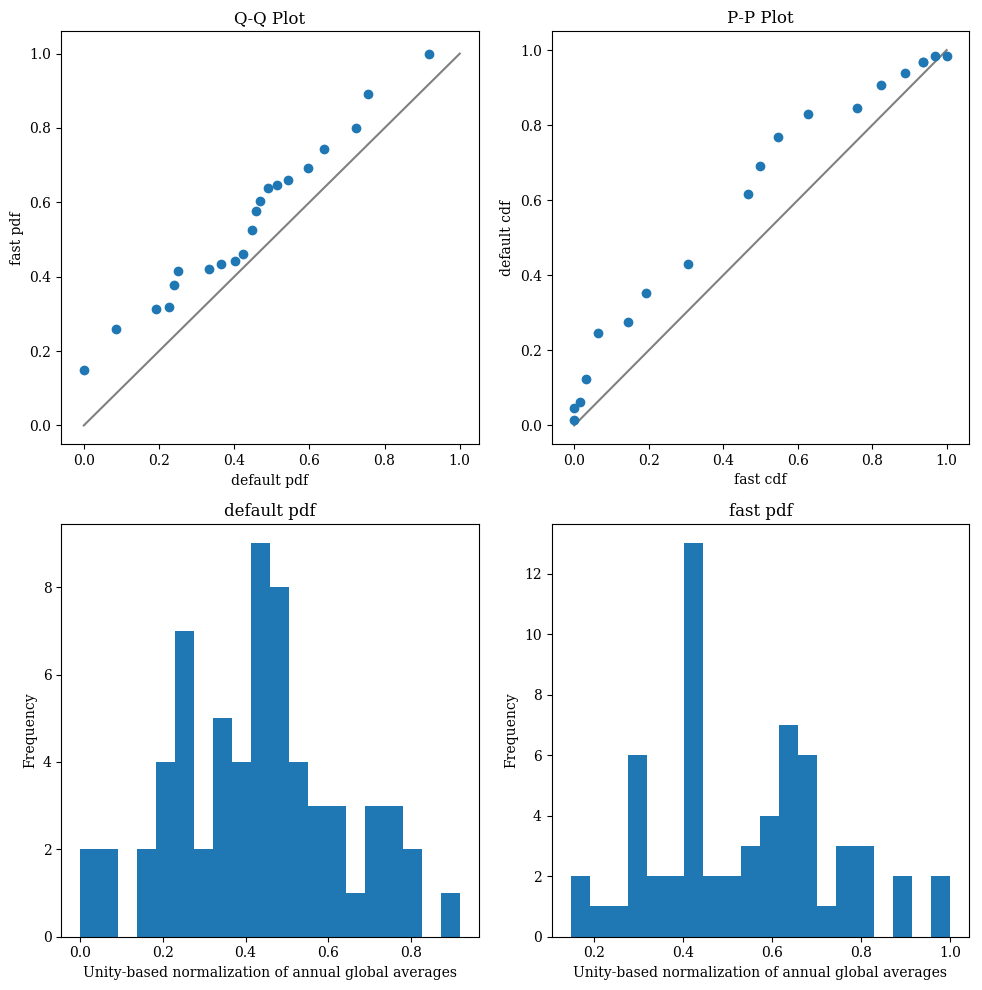 Q-Q Plot
1.0
0.8
0.6
0.4
0.2
0.0
fast pdf
0.0 0.2 0.4 0.6 0.8 1.0
default pdf
P-P Plot
1.0
0.8
0.6
0.4
0.2
0.0
default cdf
0.0 0.2 0.4 0.6 0.8 1.0
fast cdf
default pdf
8
6
4
2
0
Frequency
0.0 0.2 0.4 0.6 0.8
Unity-based normalization of annual global averages
fast pdf
12
10
8
6
4
2
0
Frequency
0.2 0.4 0.6 0.8 1.0
Unity-based normalization of annual global averages